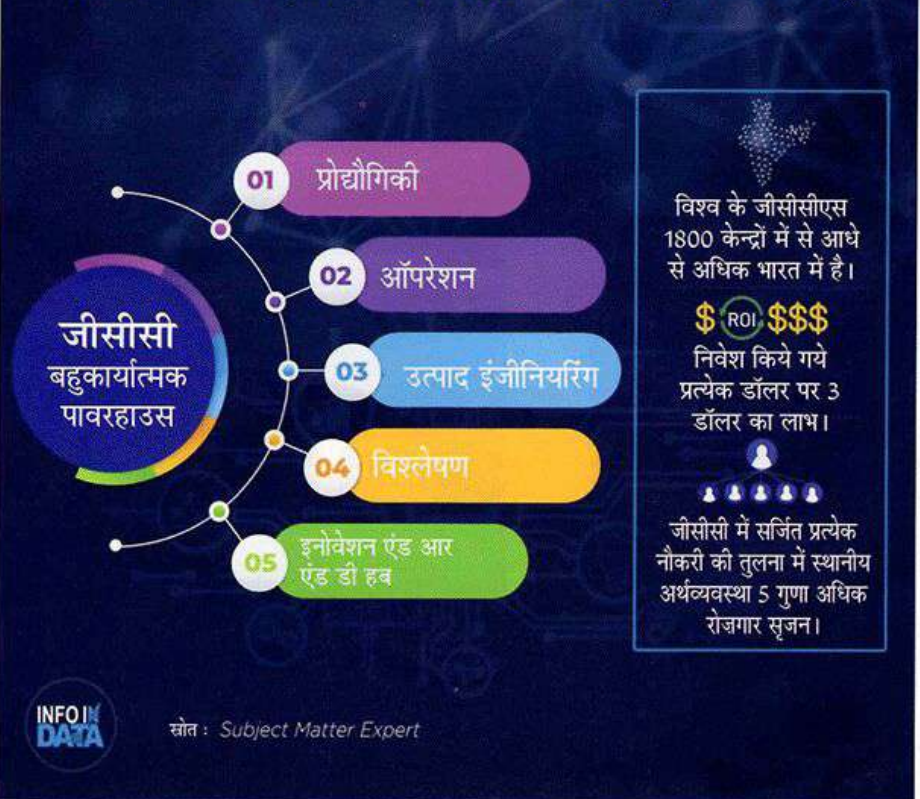 01 प्रोद्यौगिकी
02 ऑपरेशन
जीसीसी
बहुकार्यात्मक
पावरहाउस
03 उत्पाद इंजीनियरिंग
04 विश्लेषण
05 इनोवेशन एंड आर
एंड डी हब
विश्व के जीसीसीएस
1800 केन्द्रों में से आधे
से अधिक भारत में है।
$ ROI $$$
निवेश किये गये
प्रत्येक डॉलर पर 3
डॉलर का लाभ।
जीसीसी में सर्जित प्रत्येक
नौकरी की तुलना में स्थानीय
अर्थव्यवस्था 5 गुणा अधिक
रोजगार सृजन।
INFO IN
DATA
स्रोत : Subject Matter Expert